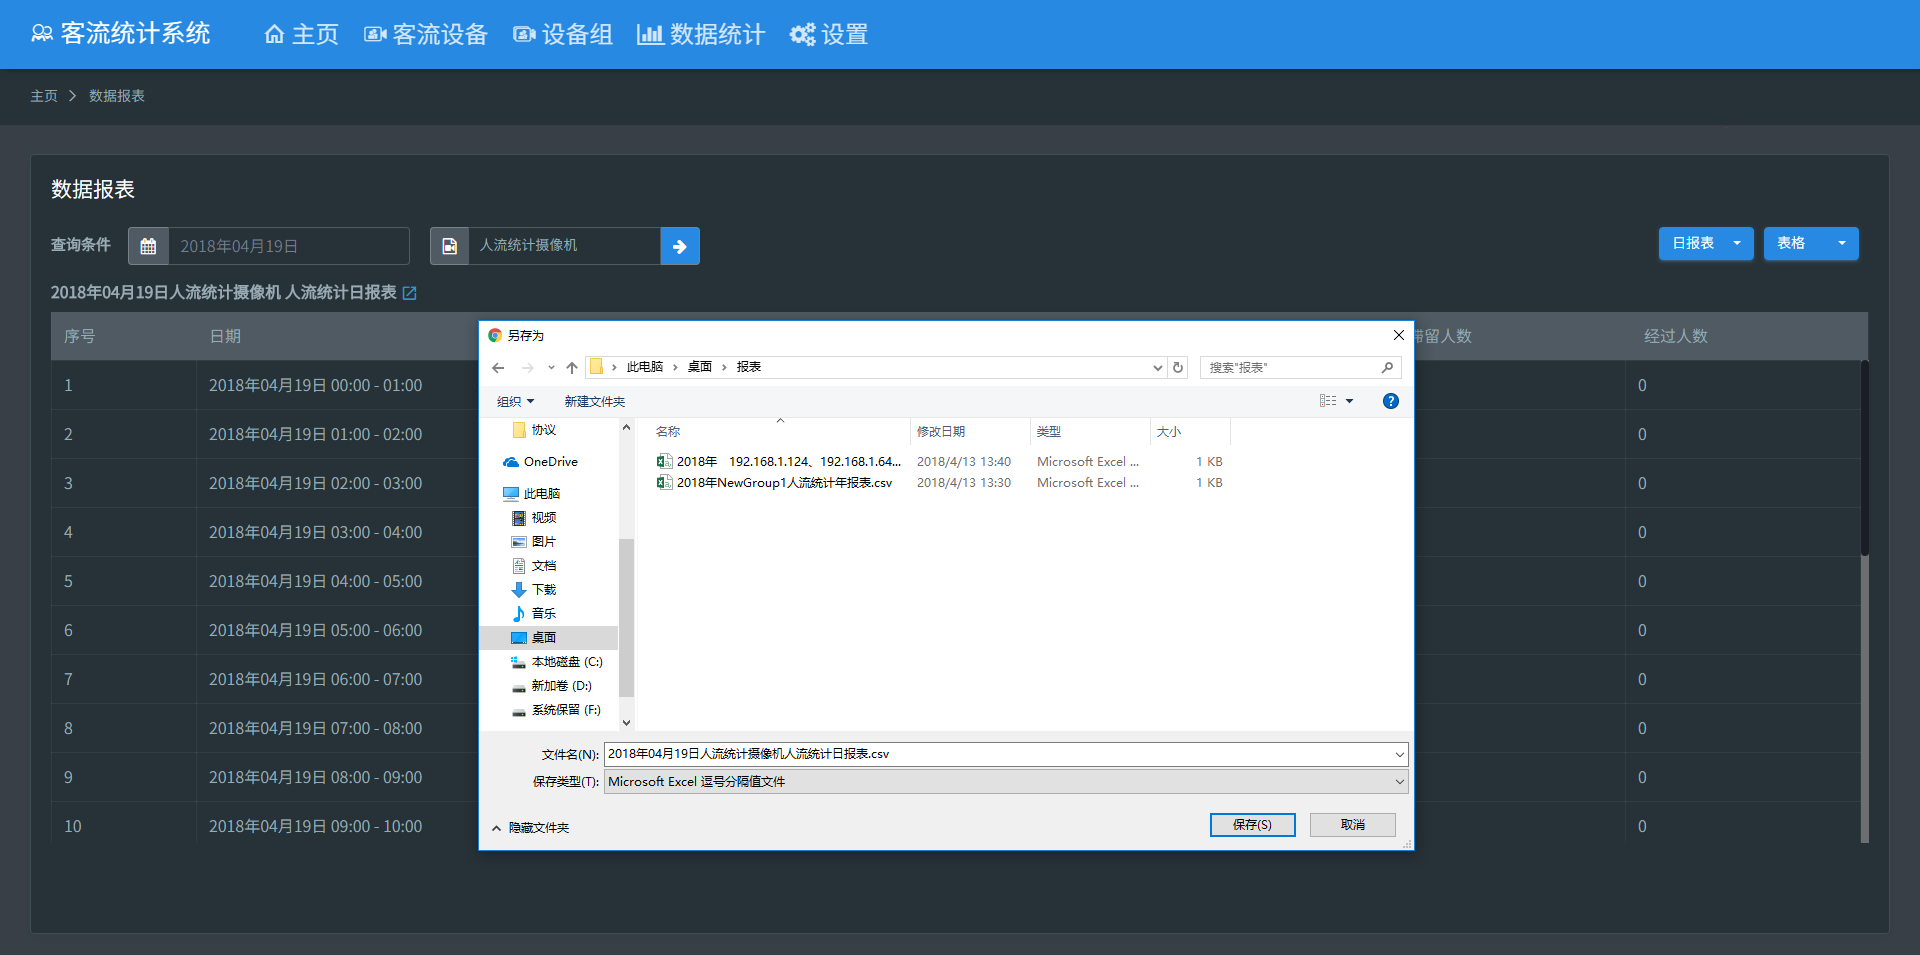 客流统计系统 主页 客流设备 设备组 数据统计 设置
主页 > 数据报表
数据报表
查询条件 2018年04月19日 人流统计摄像机 日报表 表格
2018年04月19日人流统计摄像机 人流统计日报表
序号 日期 滞留人数 经过人数
1 2018年04月19日 00:00 - 01:00 0
2 2018年04月19日 01:00 - 02:00 0
3 2018年04月19日 02:00 - 03:00 0
4 2018年04月19日 03:00 - 04:00 0
5 2018年04月19日 04:00 - 05:00 0
6 2018年04月19日 05:00 - 06:00 0
7 2018年04月19日 06:00 - 07:00 0
8 2018年04月19日 07:00 - 08:00 0
9 2018年04月19日 08:00 - 09:00 0
10 2018年04月19日 09:00 - 10:00 0
另存为
此电脑 › 桌面 › 报表 搜索"报表"
组织 新建文件夹
协议
OneDrive
此电脑
视频
图片
文档
下载
音乐
桌面
本地磁盘 (C:)
新加卷 (D:)
系统保留 (F:)
名称 修改日期 类型 大小
2018年 192.168.1.124、192.168.1.64... 2018/4/13 13:40 Microsoft Excel ... 1 KB
2018年NewGroup1人流统计年报表.csv 2018/4/13 13:30 Microsoft Excel ... 1 KB
文件名(N): 2018年04月19日人流统计摄像机人流统计日报表.csv
保存类型(T): Microsoft Excel 逗号分隔值文件
隐藏文件夹 保存(S) 取消